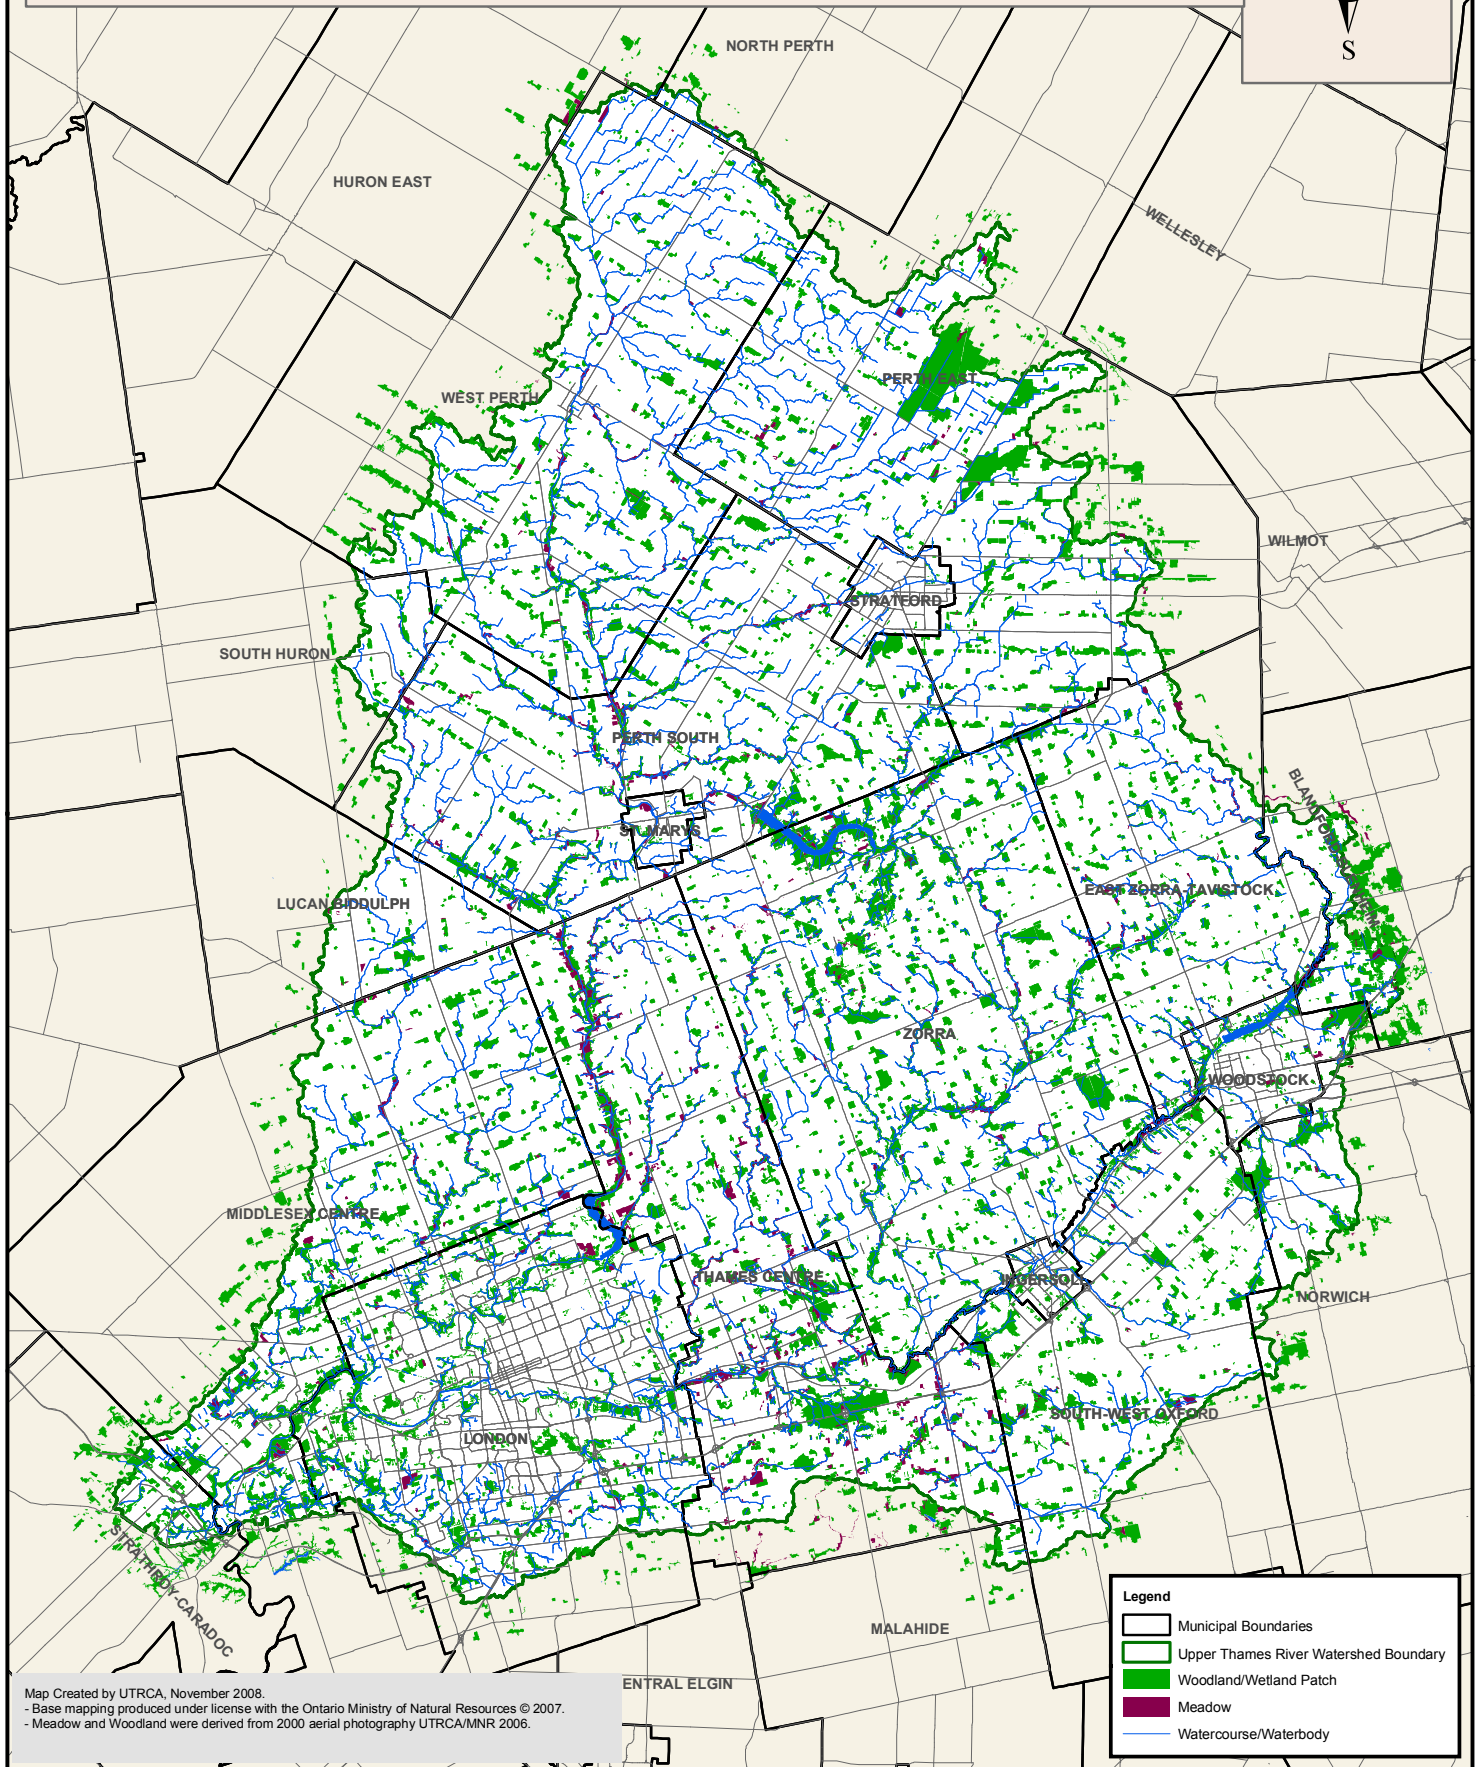 S
NORTH PERTH
HURON EAST
WELLESLEY
PERTH EAST
WEST PERTH
WILMOT
STRATFORD
SOUTH HURON
PERTH SOUTH
ST. MARYS
EAST ZORRA-TAVISTOCK
LUCAN BIDDULPH
ZORRA
WOODSTOCK
MIDDLESEX CENTRE
THAMES CENTRE
INGERSOLL
NORWICH
SOUTH-WEST OXFORD
LONDON
STRATHROY-CARADOC
MALAHIDE
ENTRAL ELGIN
Legend
Municipal Boundaries
Upper Thames River Watershed Boundary
Woodland/Wetland Patch
Meadow
Watercourse/Waterbody
Map Created by UTRCA, November 2008.
- Base mapping produced under license with the Ontario Ministry of Natural Resources © 2007.
- Meadow and Woodland were derived from 2000 aerial photography UTRCA/MNR 2006.